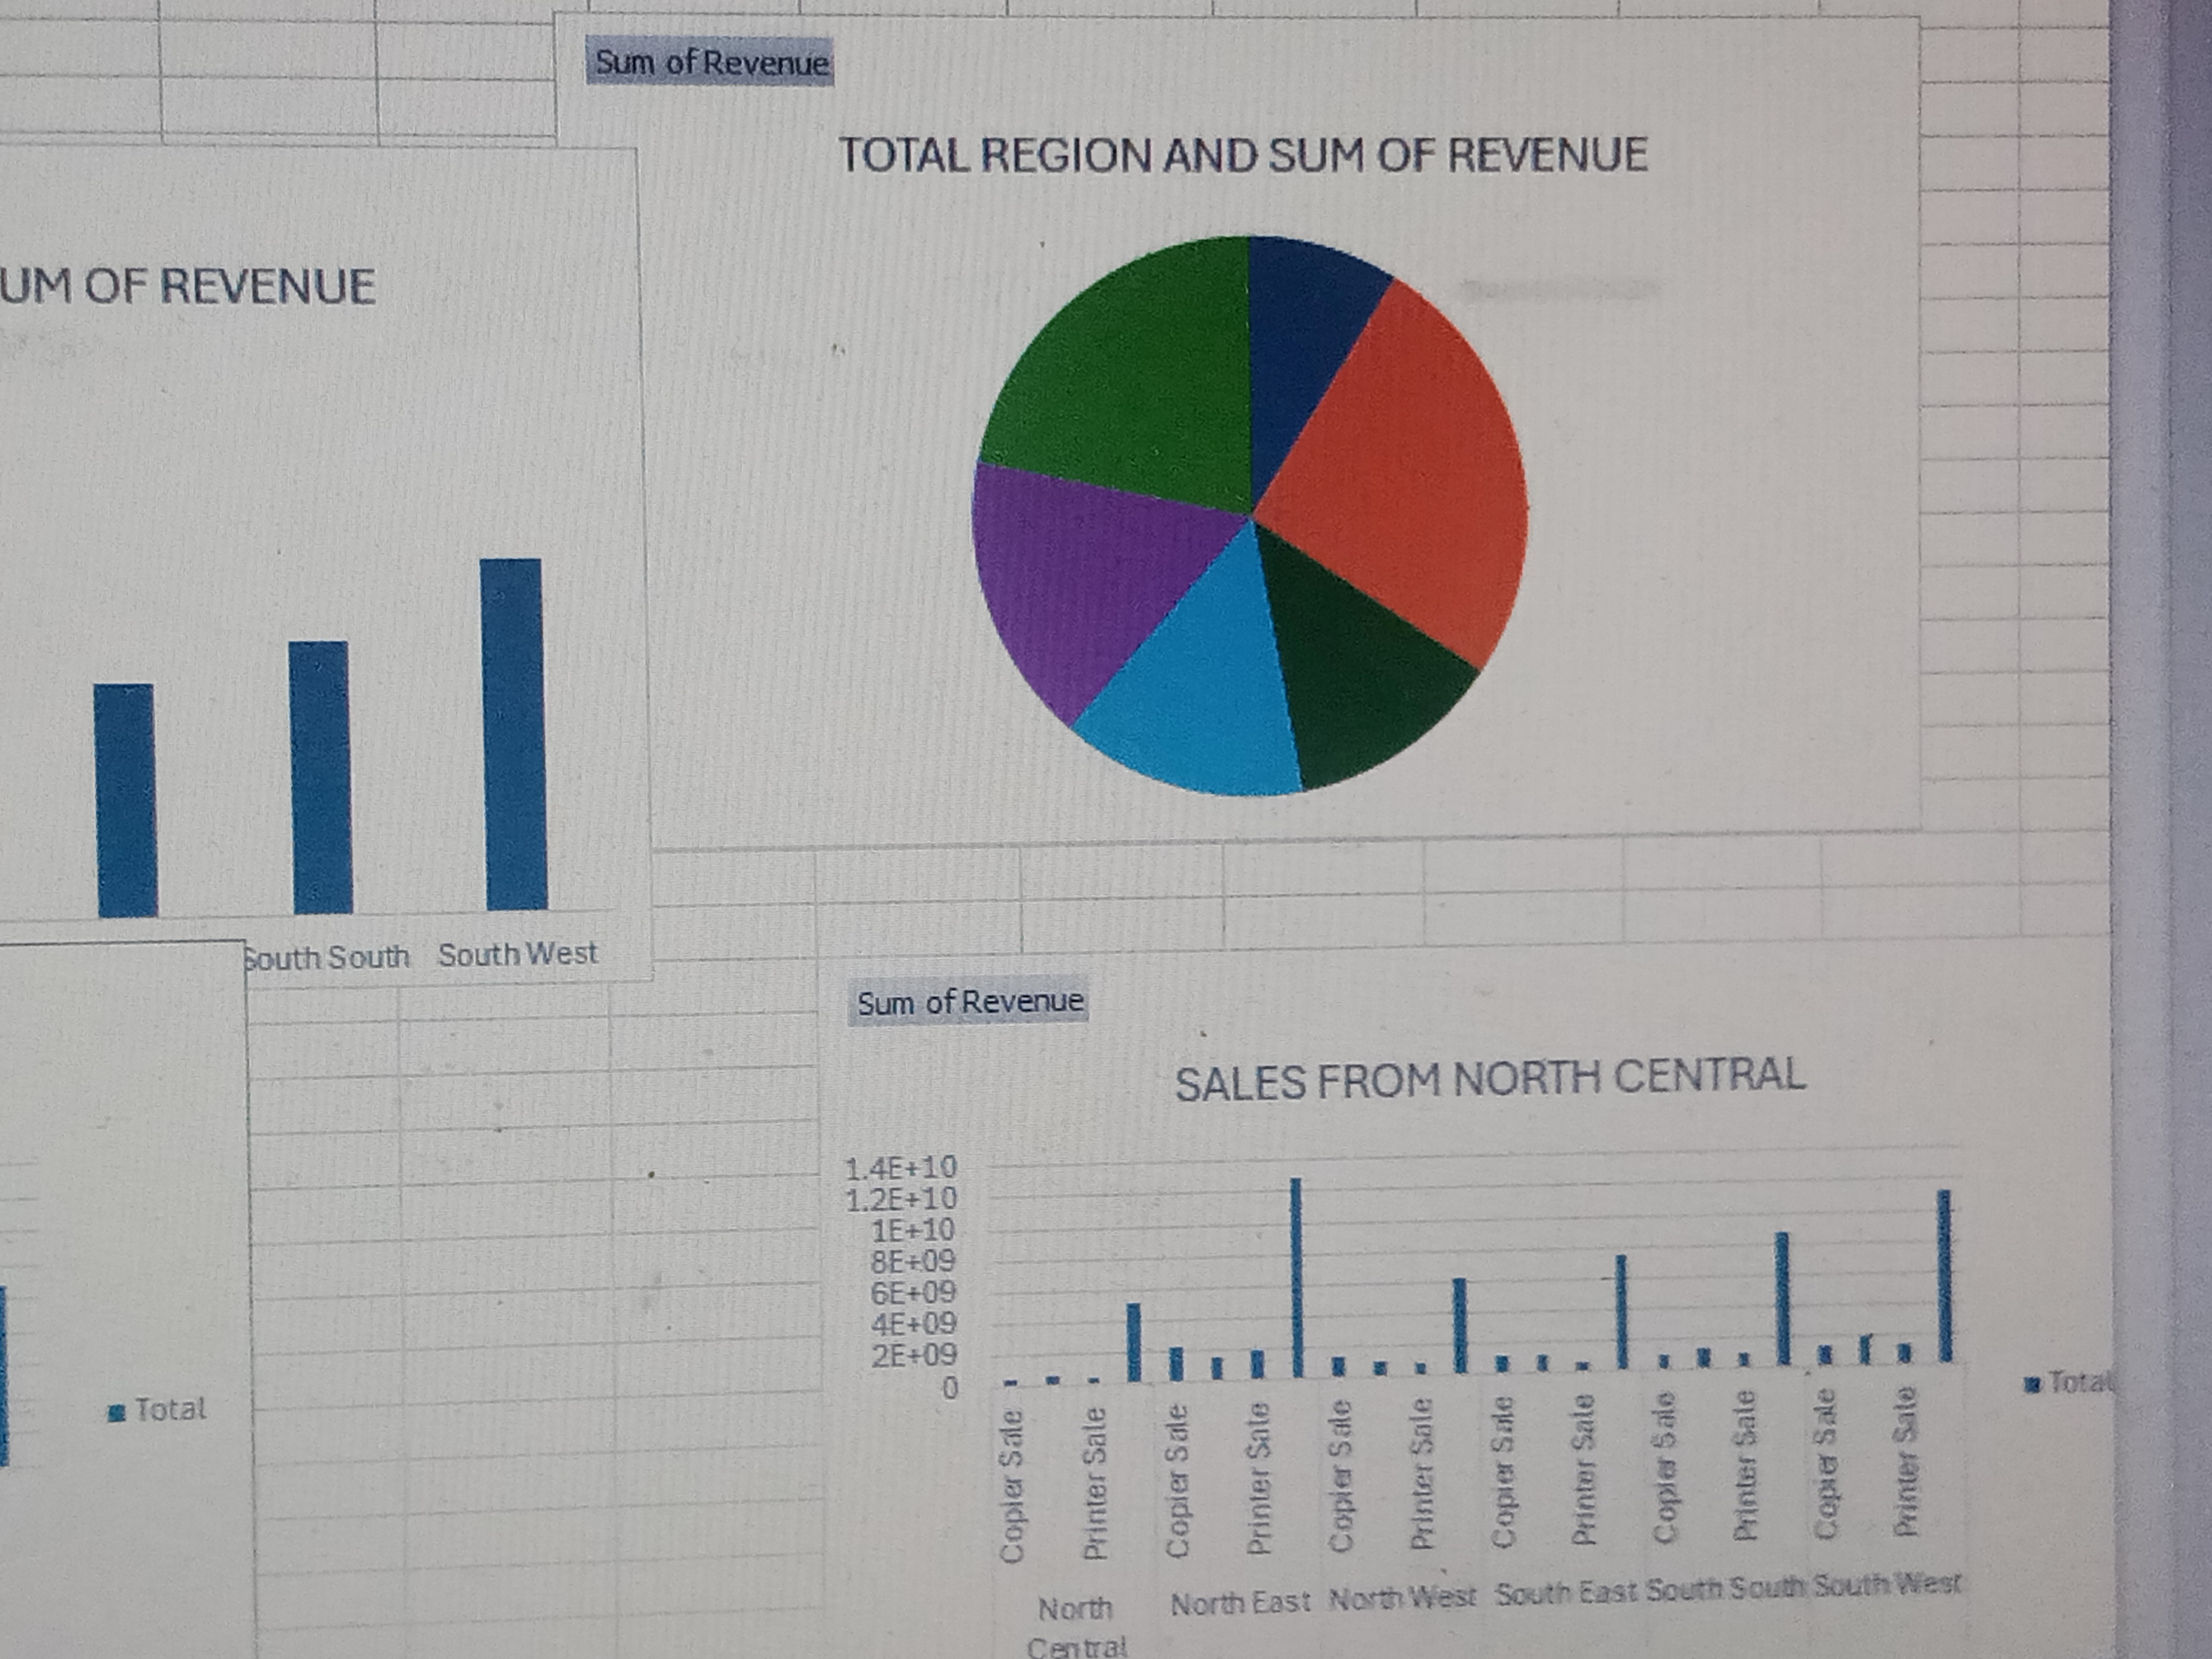 Sum of Revenue
TOTAL REGION AND SUM OF REVENUE
UM OF REVENUE
South South
South West
Total
Sum of Revenue
SALES FROM NORTH CENTRAL
1.4E+10
1.2E+10
1E+10
8E+09
6E+09
4E+09
2E+09
0
Copier Sale
Printer Sale
Copier Sale
Printer Sale
Copier Sale
Printer Sale
Copier Sale
Printer Sale
Copier Sale
Printer Sale
Copier Sale
Printer Sale
North Central
North East
North West
South East
South South
South West
Total